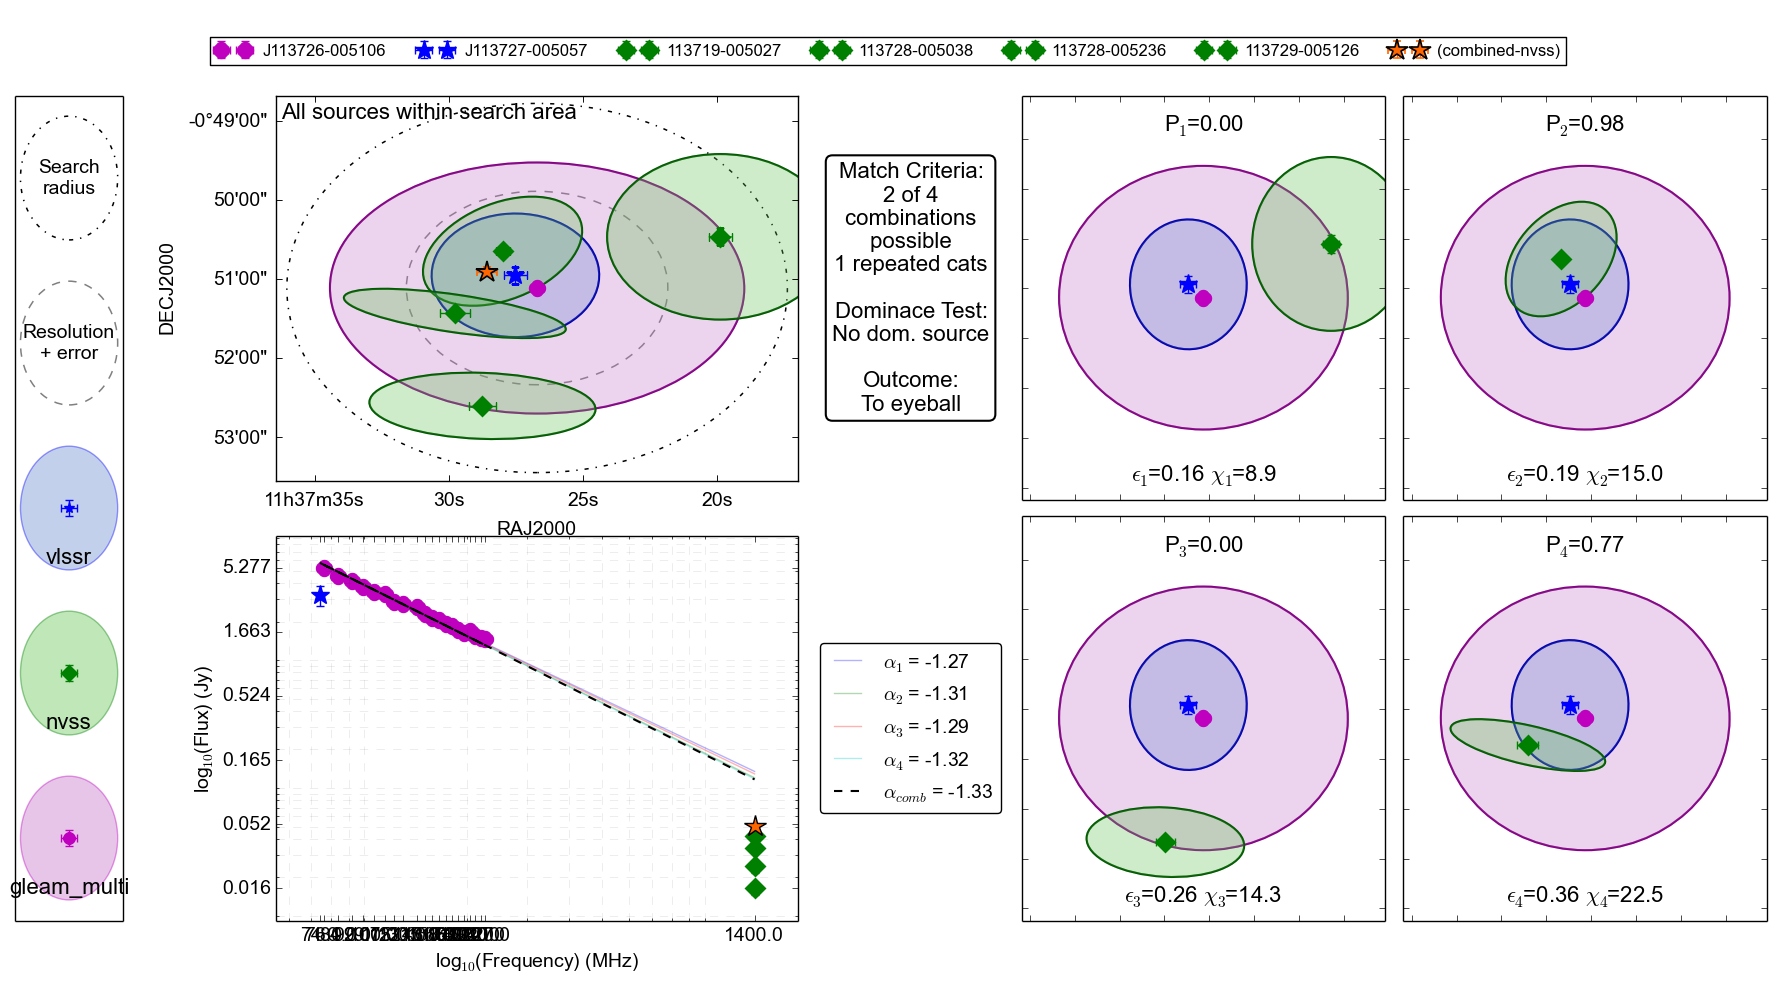 J113726-005106 J113727-005057 113719-005027 113728-005038 113728-005236 113729-005126 (combined-nvss)
Search
radius
Resolution
+ error
vlssr
nvss
gleam_multi
All sources within search area
DECJ2000
-0°49'00"
50'00"
51'00"
52'00"
53'00"
11h37m35s 30s 25s 20s
RAJ2000
Match Criteria:
2 of 4
combinations
possible
1 repeated cats
Dominace Test:
No dom. source
Outcome:
To eyeball
P1=0.00
ϵ1=0.16 χ1=8.9
P2=0.98
ϵ2=0.19 χ2=15.0
P3=0.00
ϵ3=0.26 χ3=14.3
P4=0.77
ϵ4=0.36 χ4=22.5
log10(Flux) (Jy)
5.277
1.663
0.524
0.165
0.052
0.016
1400.0
log10(Frequency) (MHz)
α1 = -1.27
α2 = -1.31
α3 = -1.29
α4 = -1.32
αcomb = -1.33